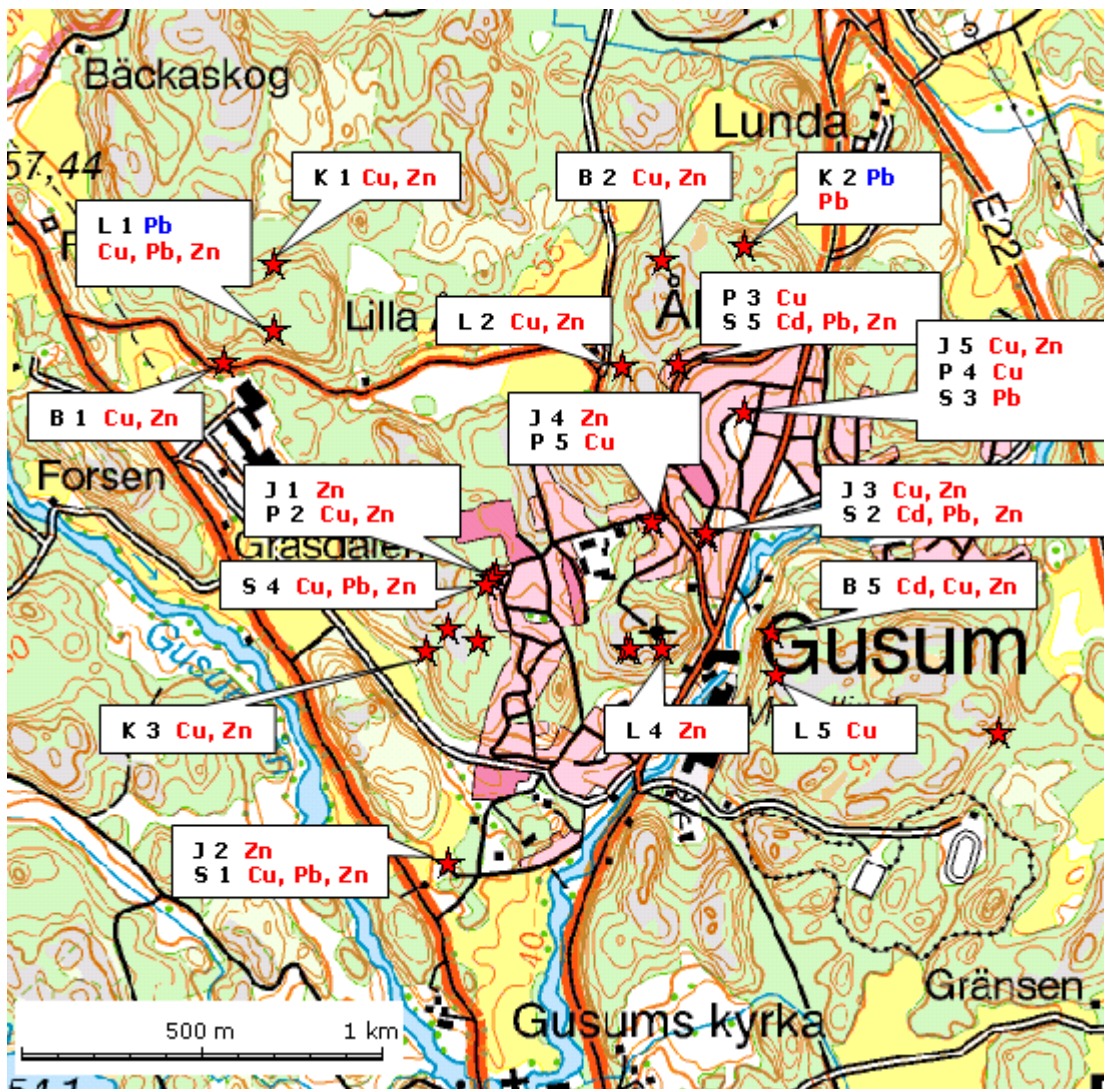 Bäckaskog
Lunda
57,44
K 1 Cu, Zn
B 2 Cu, Zn
K 2 Pb
Pb
E22
L 1 Pb
Cu, Pb, Zn
55
Lilla
L 2 Cu, Zn
P 3 Cu
S 5 Cd, Pb, Zn
J 5 Cu, Zn
P 4 Cu
S 3 Pb
B 1 Cu, Zn
J 4 Zn
P 5 Cu
Forsen
J 1 Zn
P 2 Cu, Zn
J 3 Cu, Zn
S 2 Cd, Pb, Zn
S 4 Cu, Pb, Zn
B 5 Cd, Cu, Zn
Gusum
K 3 Cu, Zn
L 4 Zn
L 5 Cu
J 2 Zn
S 1 Cu, Pb, Zn
40
Gränsen
500 m 1 km
Gusums kyrka